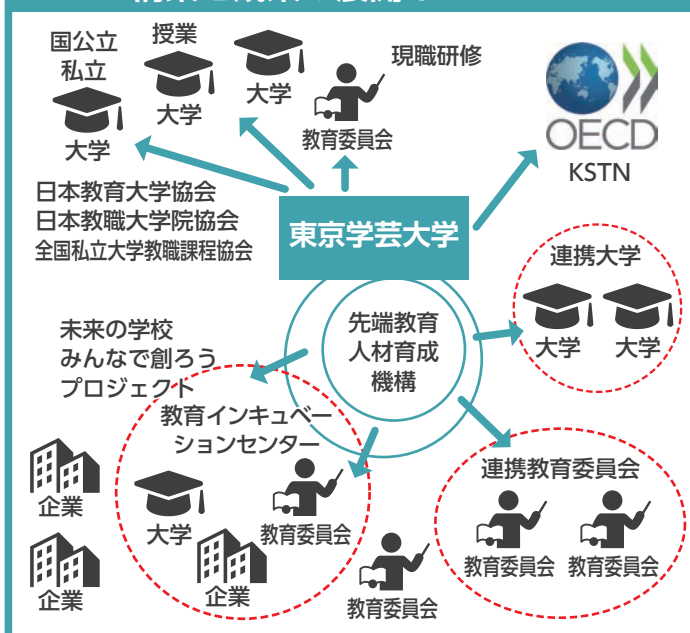 国公立
私立
大学
授業
大学
大学
現職研修
教育委員会
OECD
KSTN
日本教育大学協会
日本教職大学院協会
全国私立大学教職課程協会
東京学芸大学
先端教育
人材育成
機構
連携大学
大学
大学
未来の学校
みんなで創ろう
プロジェクト
教育インキュベー
ションセンター
大学
教育委員会
企業
企業
企業
教育委員会
連携教育委員会
教育委員会
教育委員会